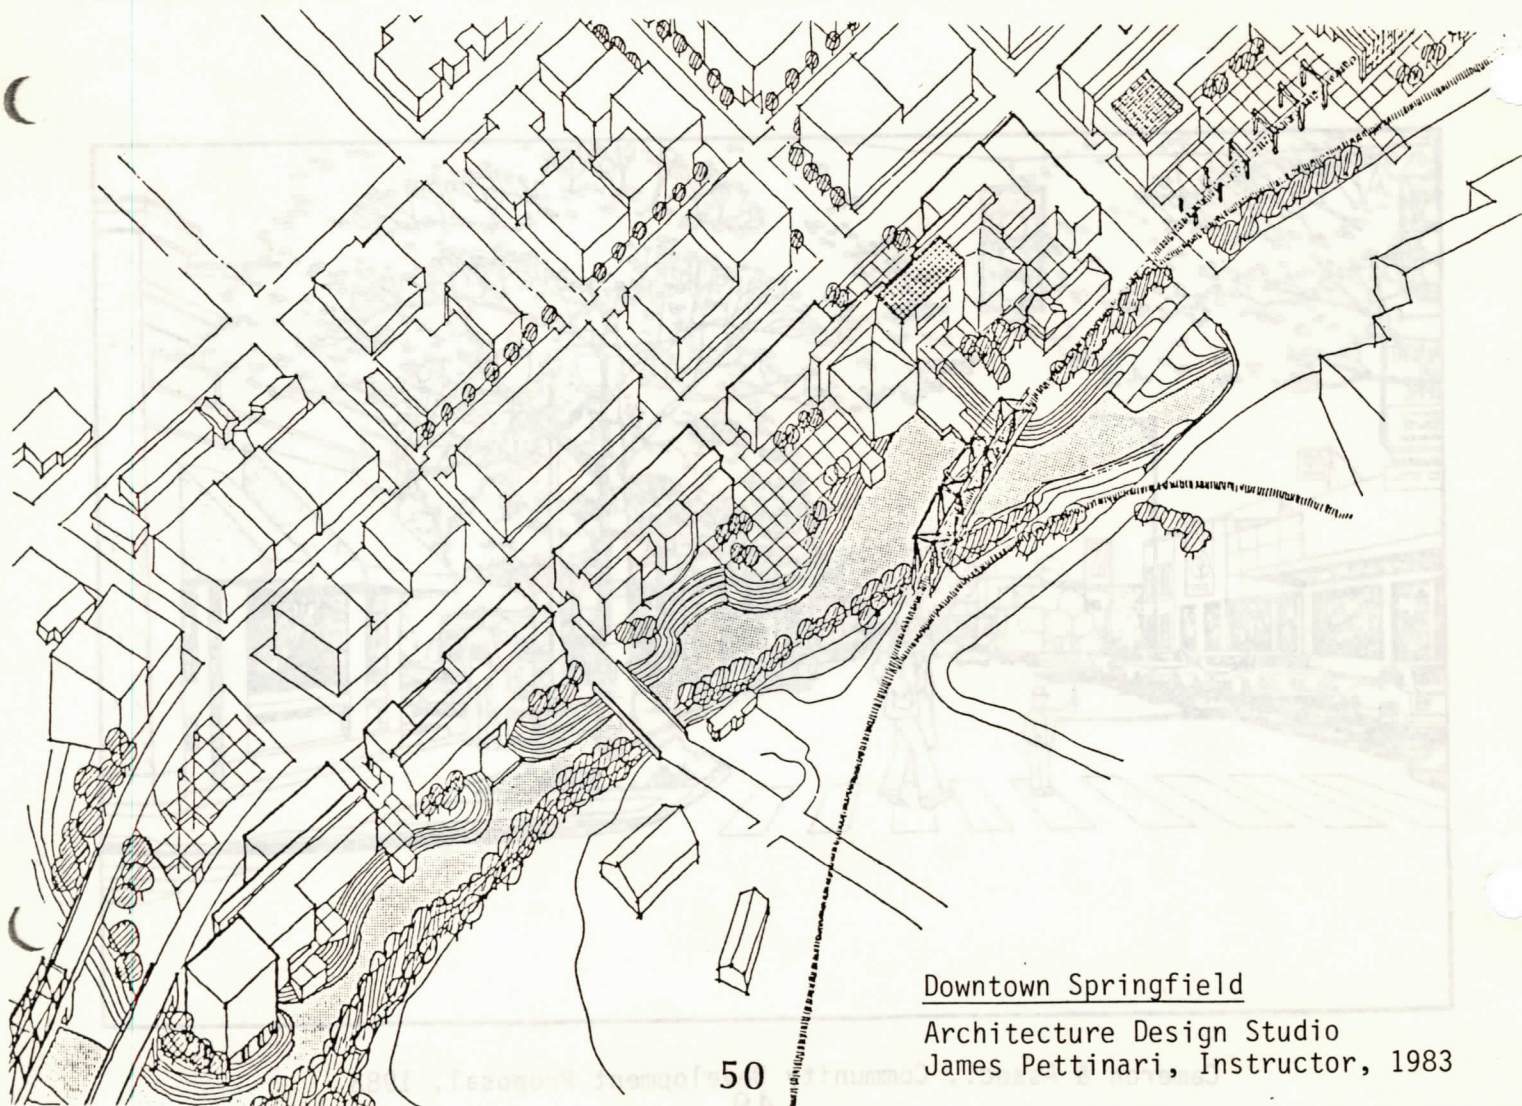 Downtown Springfield
Architecture Design Studio
James Pettinari, Instructor, 1983
50